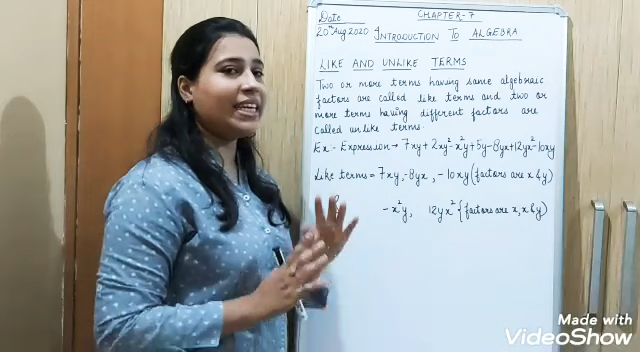 Date
CHAPTER-7
20th Aug 2020 INTRODUCTION TO ALGEBRA
LIKE AND UNLIKE TERMS
Two or more terms having same algebraic
factors are called like terms and two or
more terms having different factors are
called unlike terms.
Ex - Expression → 7xy + 2xy² - x²y + 5y - 8yx + 12yx² - 10xy
Like terms = 7xy, -8yx, -10xy (factors are x & y)
-x²y, 12yx² {factors are x, x & y}
Made with
VideoShow